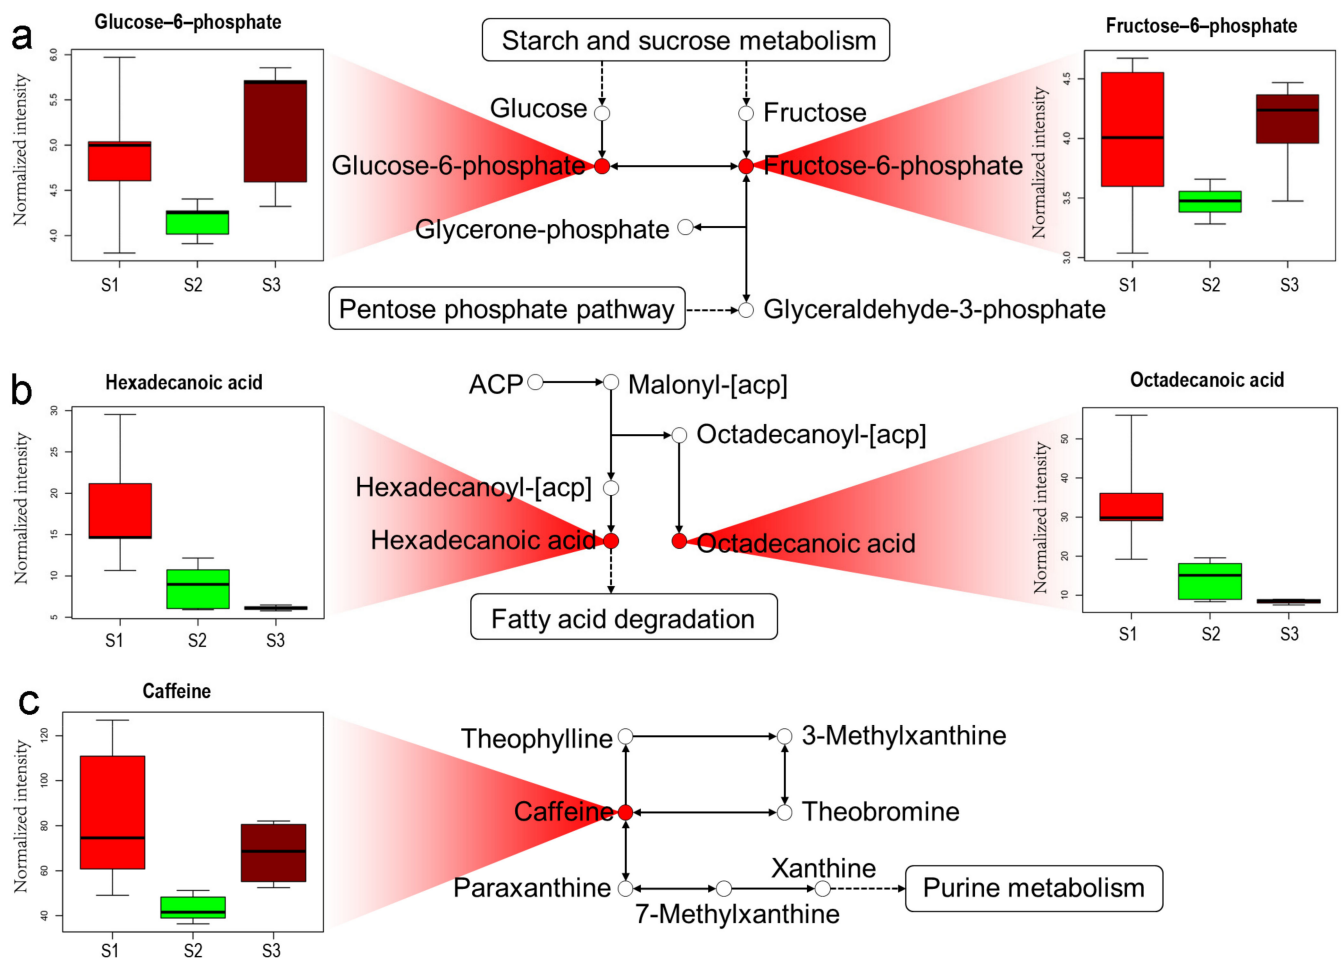 a
Glucose–6–phosphate
Normalized intensity
6.0
5.5
5.0
4.5
4.0
S1 S2 S3
Starch and sucrose metabolism
Glucose
Fructose
Glucose-6-phosphate
Fructose-6-phosphate
Glycerone-phosphate
Pentose phosphate pathway
Glyceraldehyde-3-phosphate
Fructose–6–phosphate
Normalized intensity
4.5
4.0
3.5
3.0
S1 S2 S3
b
Hexadecanoic acid
Normalized intensity
30
25
20
15
10
5
S1 S2 S3
ACP
Malonyl-[acp]
Octadecanoyl-[acp]
Hexadecanoyl-[acp]
Hexadecanoic acid
Octadecanoic acid
Fatty acid degradation
Octadecanoic acid
Normalized intensity
50
40
30
20
10
S1 S2 S3
c
Caffeine
Normalized intensity
120
100
80
60
40
S1 S2 S3
Theophylline
3-Methylxanthine
Caffeine
Theobromine
Paraxanthine
7-Methylxanthine
Xanthine
Purine metabolism